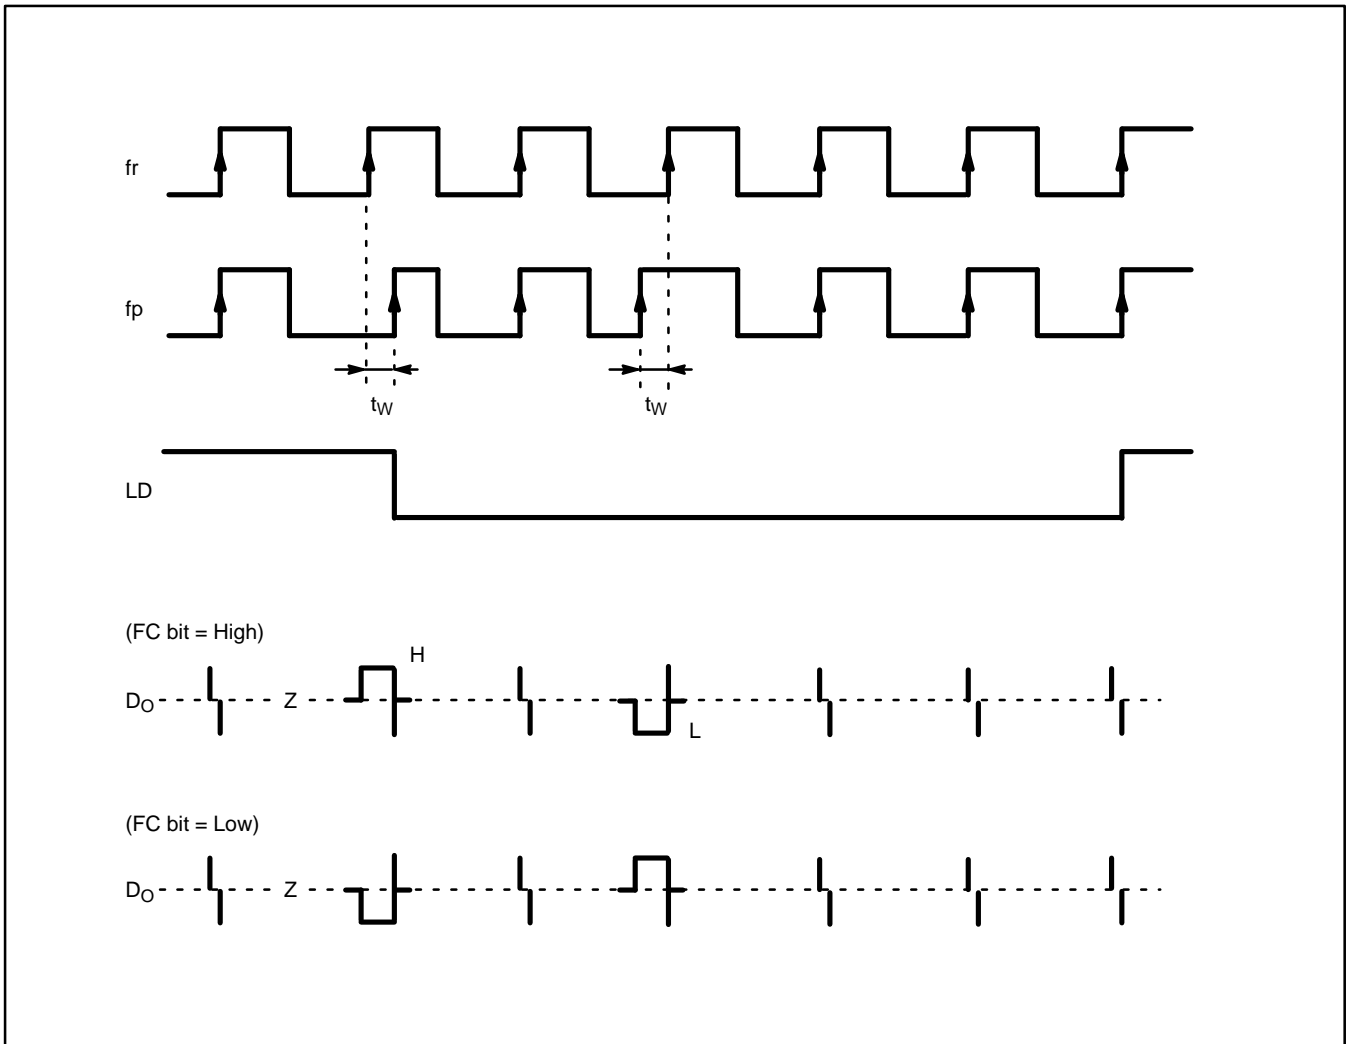 fr
fp
tW tW
LD
(FC bit = High)
H
DO Z
L
(FC bit = Low)
DO Z